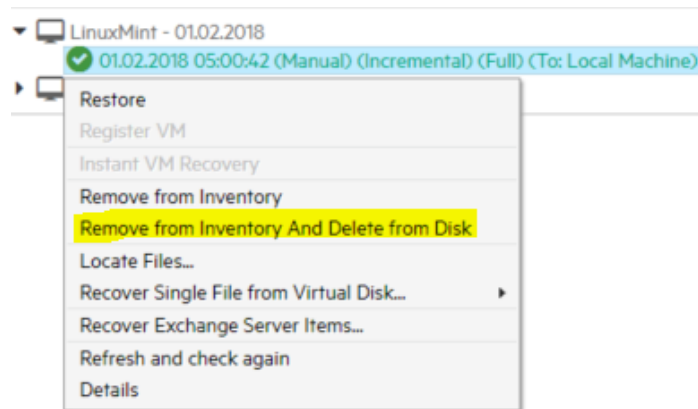 LinuxMint - 01.02.2018
01.02.2018 05:00:42 (Manual) (Incremental) (Full) (To: Local Machine)
Restore
Register VM
Instant VM Recovery
Remove from Inventory
Remove from Inventory And Delete from Disk
Locate Files...
Recover Single File from Virtual Disk...
Recover Exchange Server Items...
Refresh and check again
Details